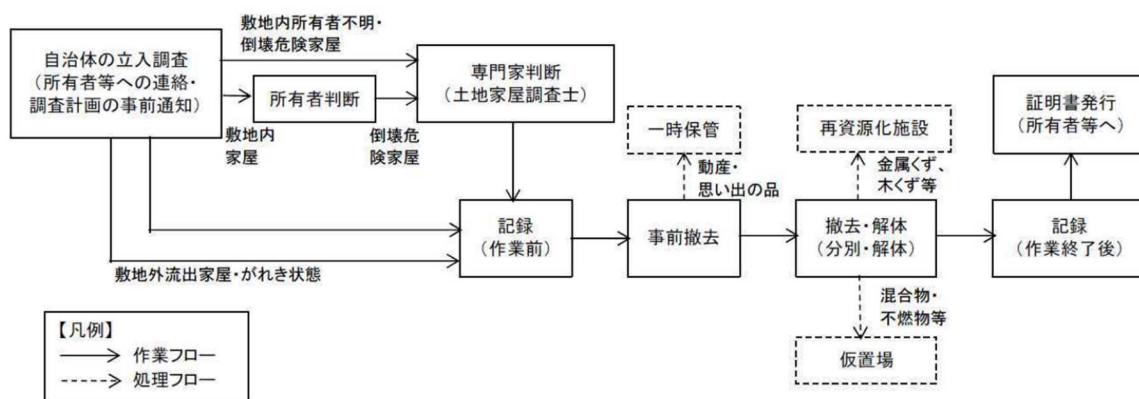 敷地内所有者不明・
倒壊危険家屋
自治体の立入調査
(所有者等への連絡・
調査計画の事前通知)
所有者判断
専門家判断
(土地家屋調査士)
敷地内
家屋
倒壊危
険家屋
一時保管
再資源化施設
証明書発行
(所有者等へ)
動産・
思い出の品
金属くず、
木くず等
記録
(作業前)
事前撤去
撤去・解体
(分別・解体)
記録
(作業終了後)
敷地外流出家屋・がれき状態
混合物・
不燃物等
仮置場
【凡例】
作業フロー
処理フロー